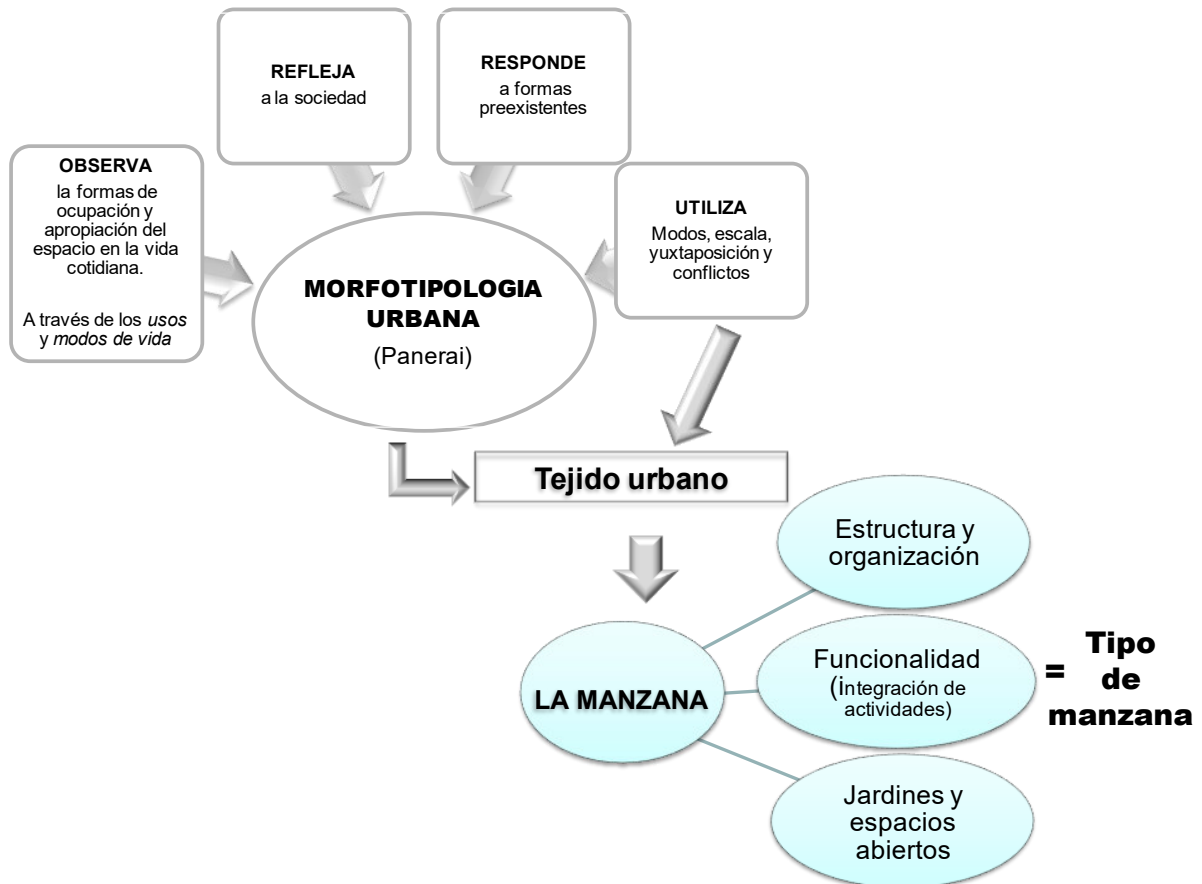 REFLEJA
a la sociedad
RESPONDE
a formas
preexistentes
OBSERVA
la formas de
ocupación y
apropiación del
espacio en la vida
cotidiana.
A través de los usos
y modos de vida
UTILIZA
Modos, escala,
yuxtaposición y
conflictos
MORFOTIPOLOGIA
URBANA
(Panerai)
Tejido urbano
Estructura y
organización
LA MANZANA
Funcionalidad
(integración de
actividades)
Jardines y
espacios
abiertos
= Tipo
de
manzana